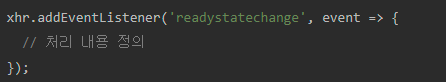 xhr.addEventListener('readystatechange', event => {
  // 처리 내용 정의
});